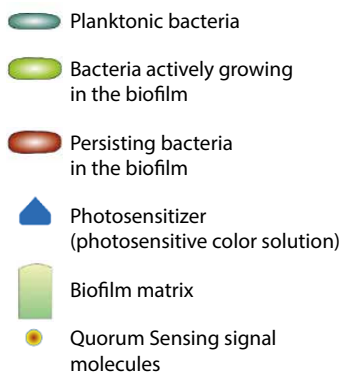 Planktonic bacteria
Bacteria actively growing
in the biofilm
Persisting bacteria
in the biofilm
Photosensitizer
(photosensitive color solution)
Biofilm matrix
Quorum Sensing signal
molecules